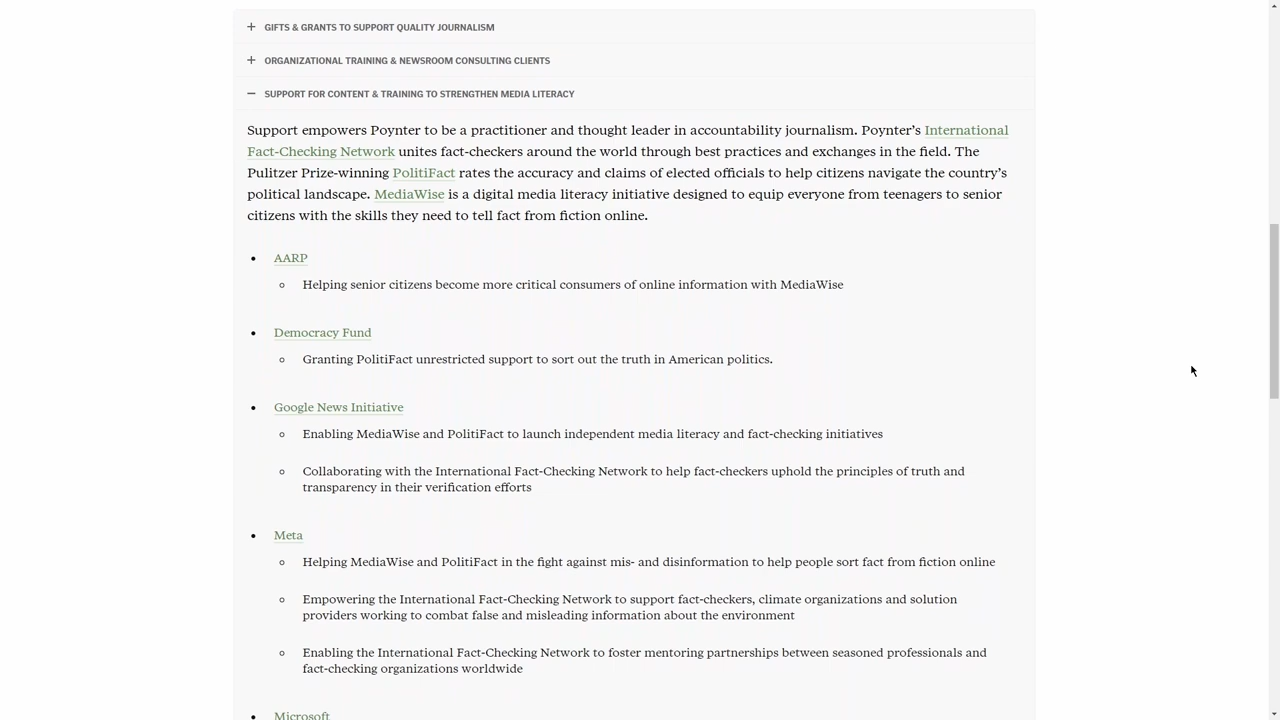 GIFTS & GRANTS TO SUPPORT QUALITY JOURNALISM
ORGANIZATIONAL TRAINING & NEWSROOM CONSULTING CLIENTS
SUPPORT FOR CONTENT & TRAINING TO STRENGTHEN MEDIA LITERACY
Support empowers Poynter to be a practitioner and thought leader in accountability journalism. Poynter’s International
Fact-Checking Network unites fact-checkers around the world through best practices and exchanges in the field. The
Pulitzer Prize-winning PolitiFact rates the accuracy and claims of elected officials to help citizens navigate the country’s
political landscape. MediaWise is a digital media literacy initiative designed to equip everyone from teenagers to senior
citizens with the skills they need to tell fact from fiction online.
AARP
Helping senior citizens become more critical consumers of online information with MediaWise
Democracy Fund
Granting PolitiFact unrestricted support to sort out the truth in American politics.
Google News Initiative
Enabling MediaWise and PolitiFact to launch independent media literacy and fact-checking initiatives
Collaborating with the International Fact-Checking Network to help fact-checkers uphold the principles of truth and
transparency in their verification efforts
Meta
Helping MediaWise and PolitiFact in the fight against mis- and disinformation to help people sort fact from fiction online
Empowering the International Fact-Checking Network to support fact-checkers, climate organizations and solution
providers working to combat false and misleading information about the environment
Enabling the International Fact-Checking Network to foster mentoring partnerships between seasoned professionals and
fact-checking organizations worldwide
Microsoft